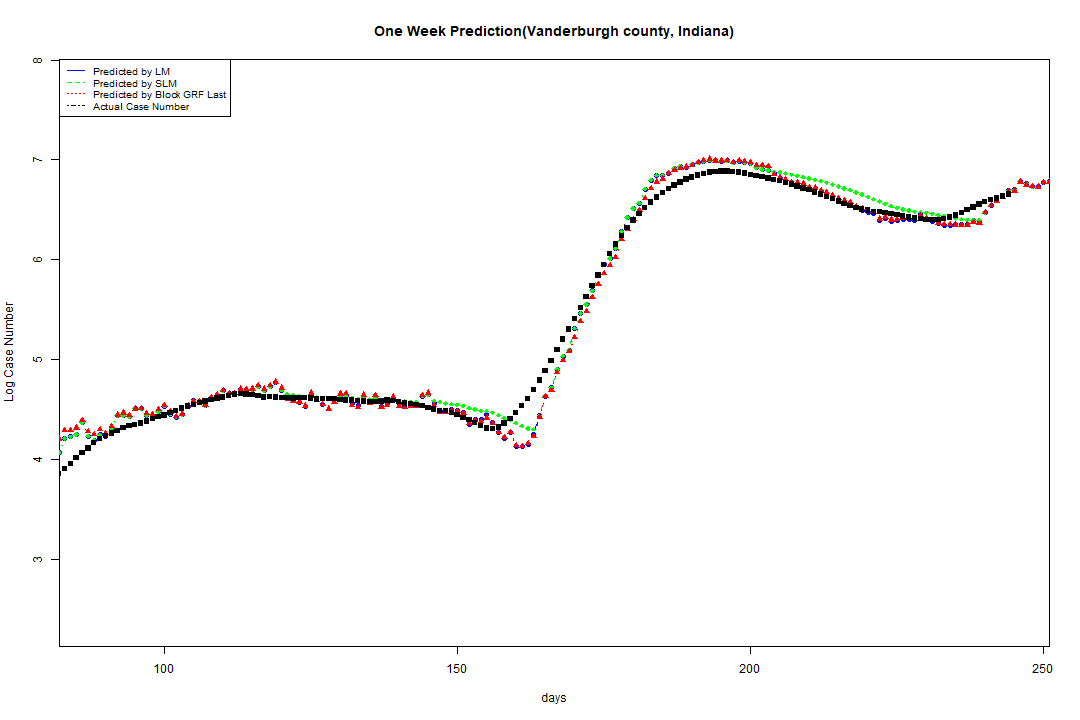 One Week Prediction(Vanderburgh county, Indiana)
8
Predicted by LM
Predicted by SLM
Predicted by Block GRF Last
Actual Case Number
7
6
5
4
3
Log Case Number
100
150
200
250
days